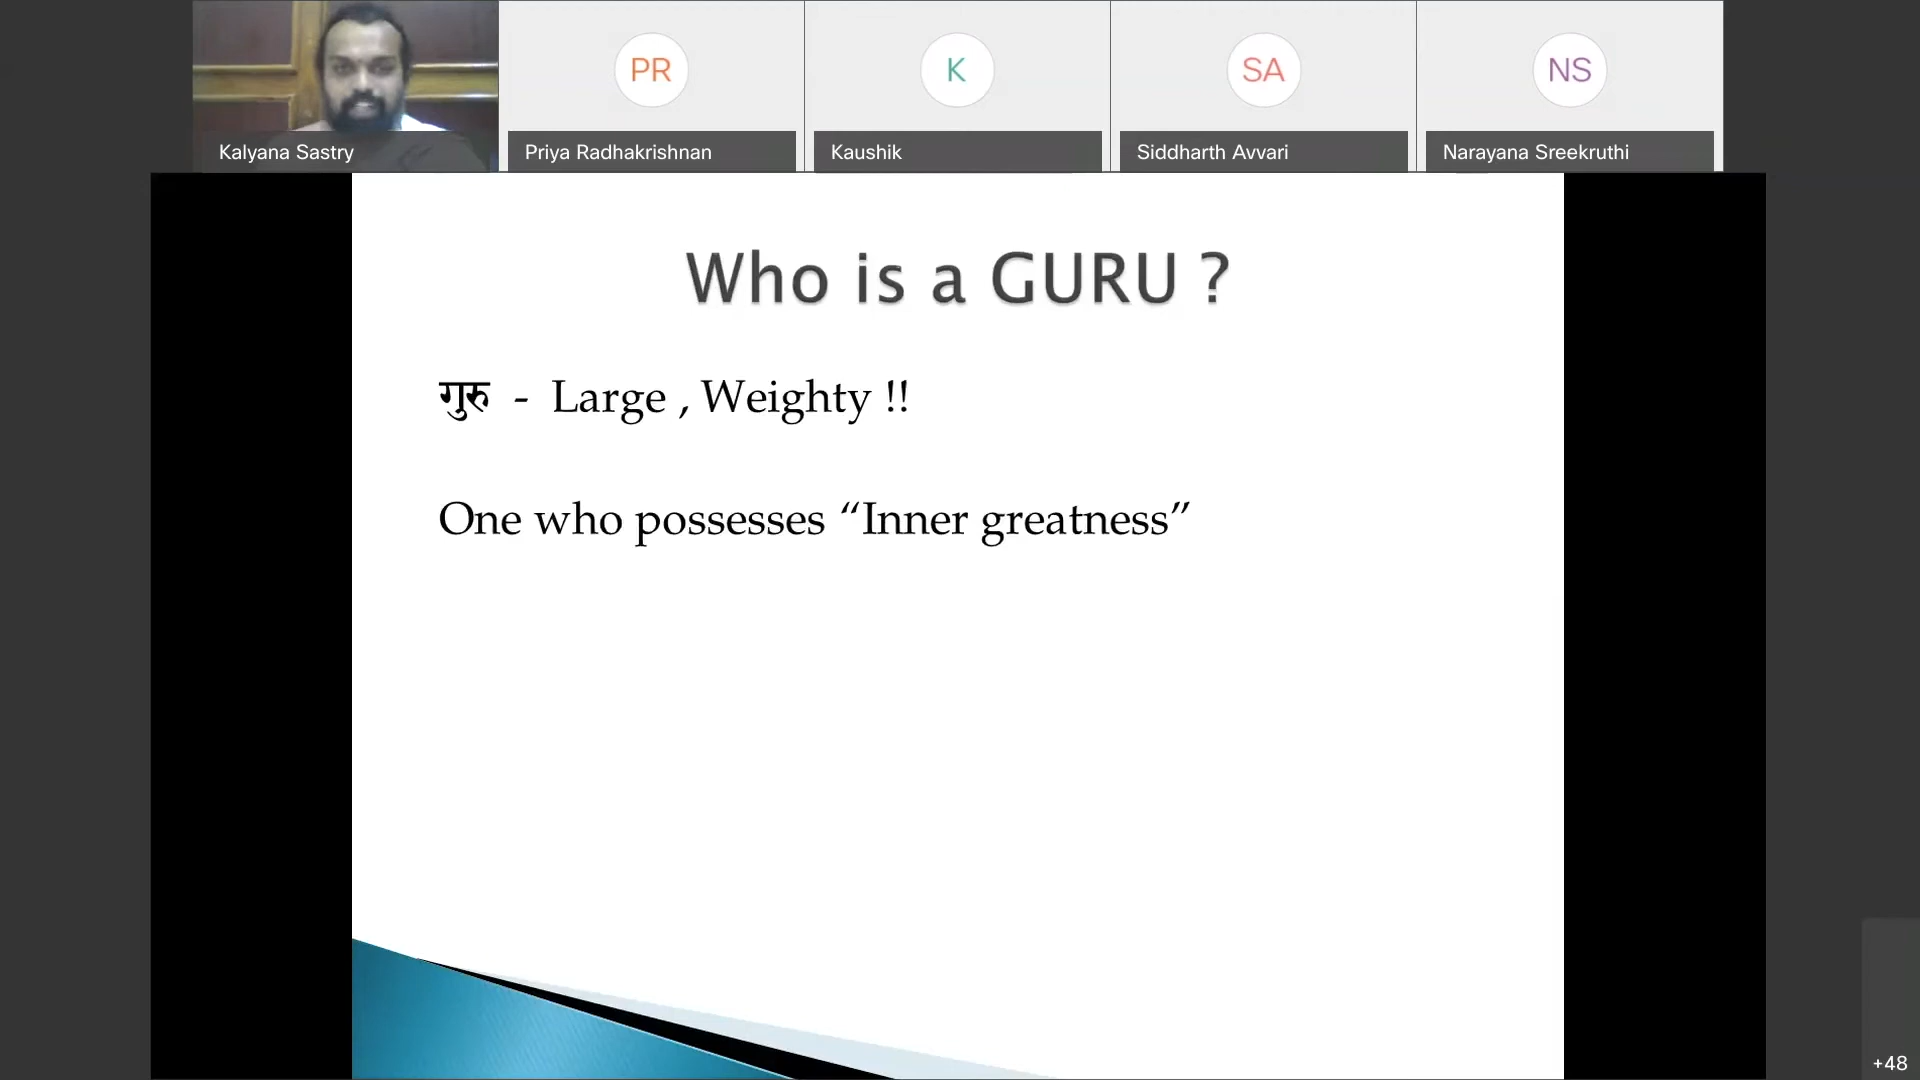 PR
K
SA
NS
Kalyana Sastry
Priya Radhakrishnan
Kaushik
Siddharth Avvari
Narayana Sreekruthi
Who is a GURU ?
गुरु - Large , Weighty !!
One who possesses “Inner greatness”
+48